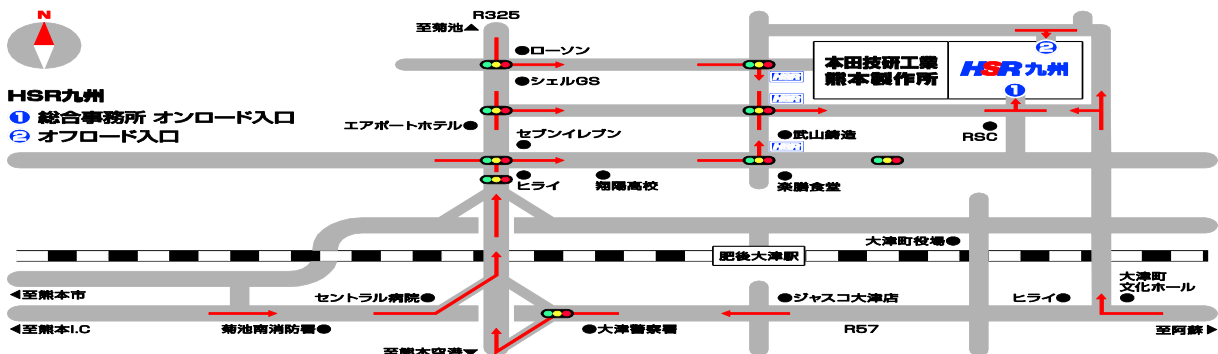 N
R325
至菊池▲
ローソン
シェルGS
本田技研工業
熊本製作所
HSR九州
②
①
HSR九州
① 総合事務所 オンロード入口
② オフロード入口
エアポートホテル
セブンイレブン
武山鋳造
RSC
HSR
HSR
HSR
ヒライ
翔陽高校
楽膳食堂
大津町役場
肥後大津駅
◀至熊本市
セントラル病院
ジャスコ大津店
ヒライ
大津町
文化ホール
◀至熊本I.C
菊池南消防署
大津警察署
R57
至阿蘇▶
至熊本空港▼